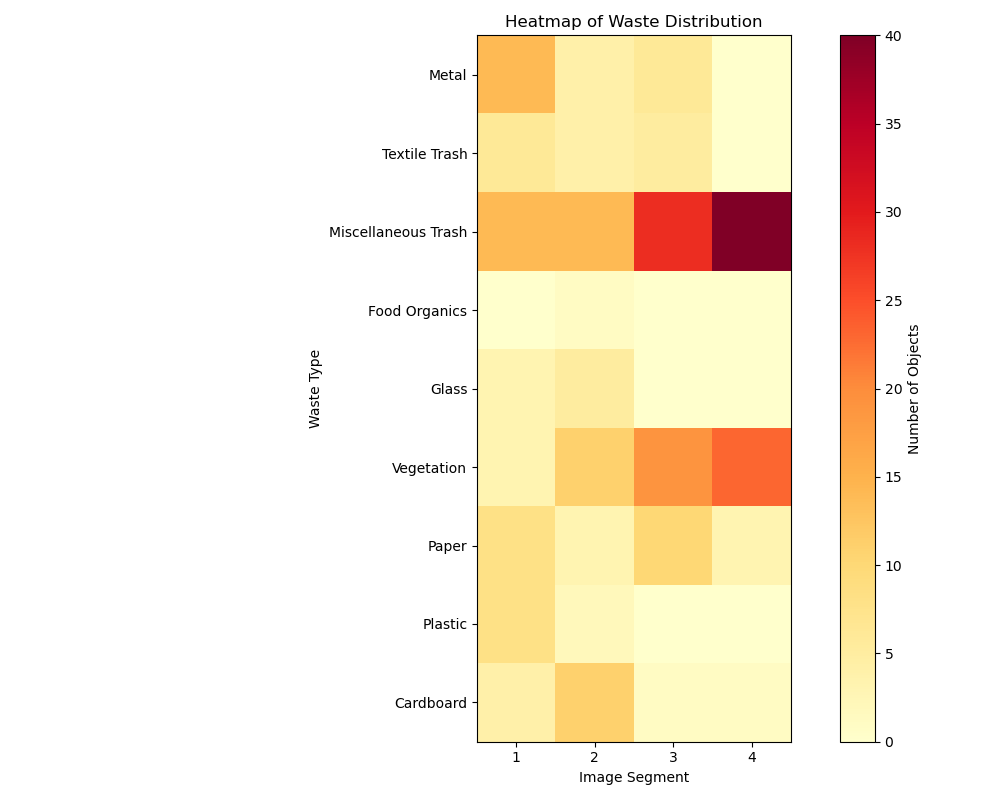 Heatmap of Waste Distribution
Metal
Textile Trash
Miscellaneous Trash
Food Organics
Glass
Vegetation
Paper
Plastic
Cardboard
Waste Type
1 2 3 4
Image Segment
40
35
30
25
20
15
10
5
0
Number of Objects